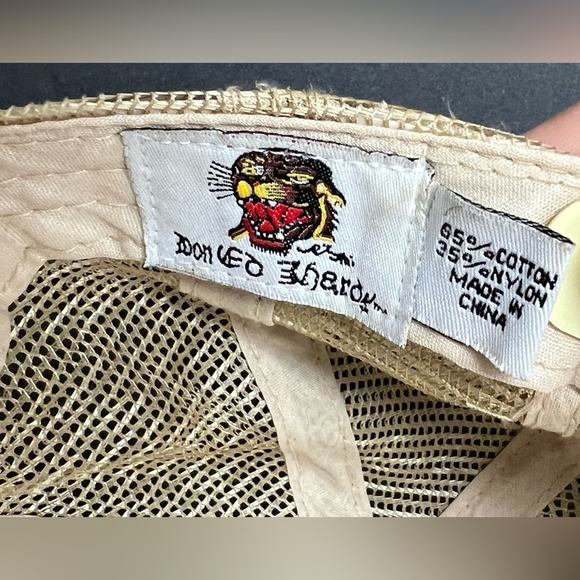 Don Ed Hardy
65% COTTON
35% NYLON
MADE IN
CHINA